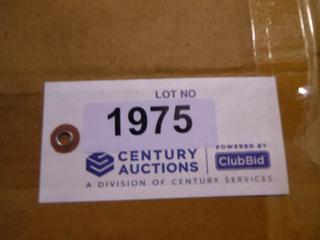 LOT NO
1975
CENTURY AUCTIONS
POWERED BY
ClubBid
A DIVISION OF CENTURY SERVICES